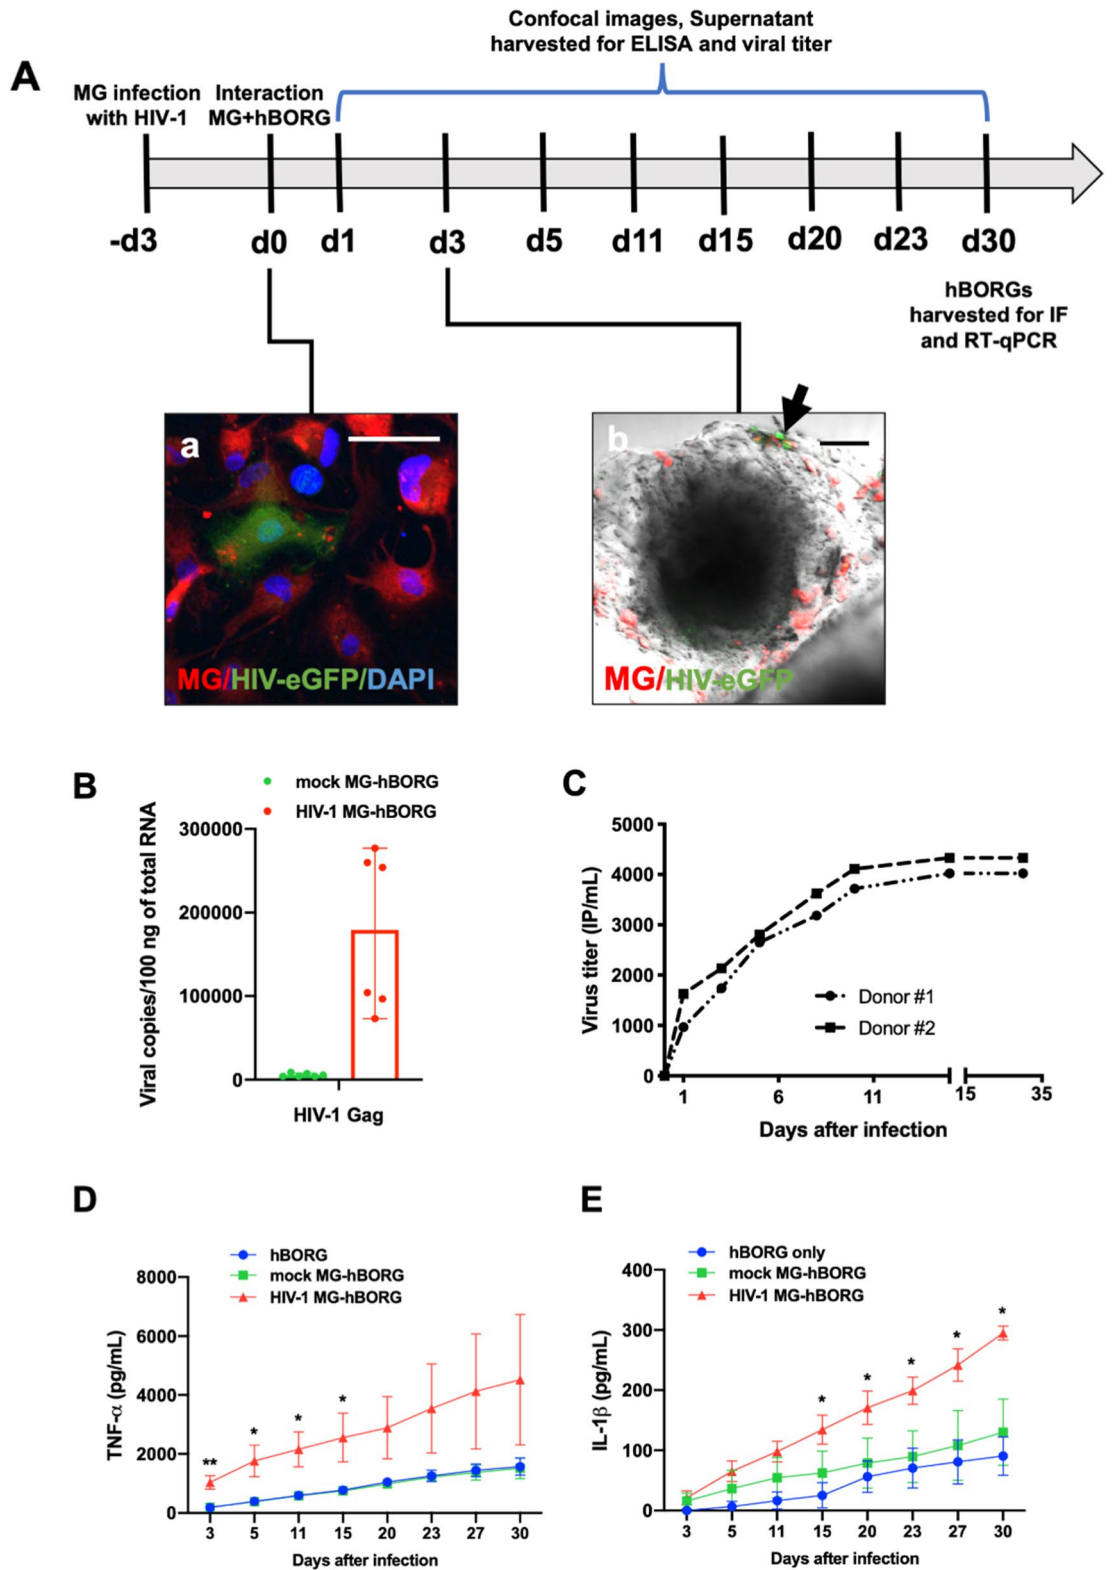 Confocal images, Supernatant
harvested for ELISA and viral titer
A
MG infection
with HIV-1
Interaction
MG+hBORG
-d3 d0 d1 d3 d5 d11 d15 d20 d23 d30
hBORGs
harvested for IF
and RT-qPCR
a
MG/HIV-eGFP/DAPI
b
MG/HIV-eGFP
B
mock MG-hBORG
HIV-1 MG-hBORG
Viral copies/100 ng of total RNA
300000
200000
100000
0
HIV-1 Gag
C
Virus titer (IP/mL)
5000
4000
3000
2000
1000
0
Donor #1
Donor #2
1 6 11 15 35
Days after infection
D
hBORG
mock MG-hBORG
HIV-1 MG-hBORG
TNF-α (pg/mL)
8000
6000
4000
2000
0
** * * *
3 5 11 15 20 23 27 30
Days after infection
E
hBORG only
mock MG-hBORG
HIV-1 MG-hBORG
IL-1β (pg/mL)
400
300
200
100
0
* * * * *
3 5 11 15 20 23 27 30
Days after infection